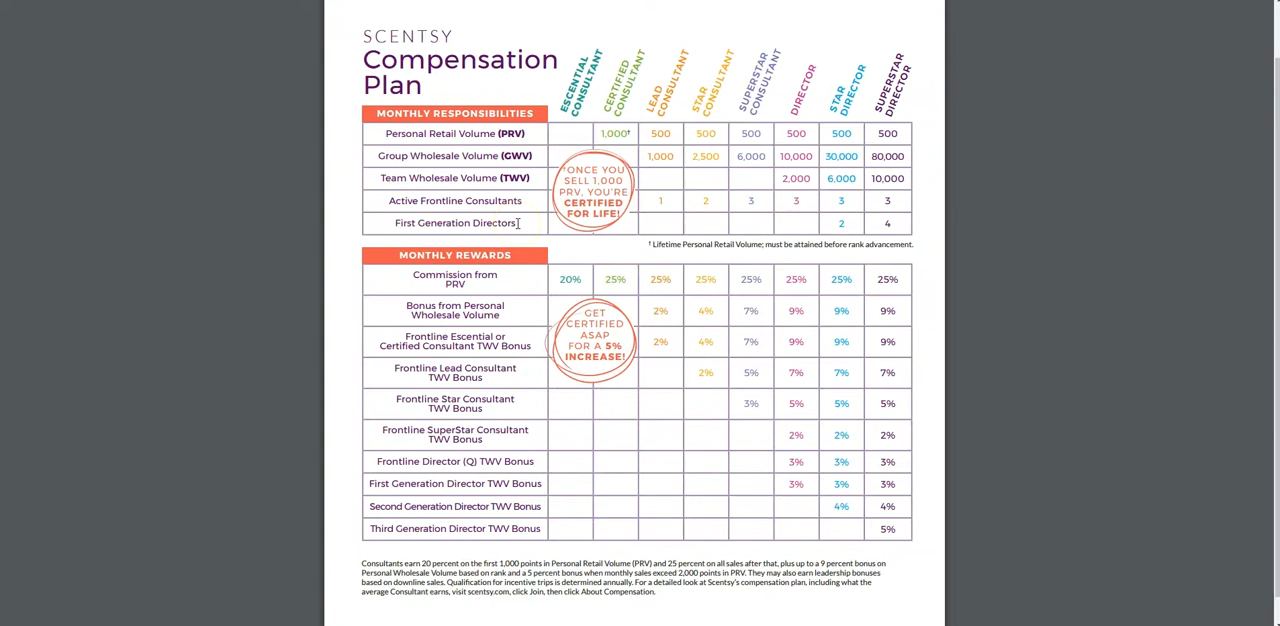 SCENTSY
Compensation
Plan
ESCENTIAL
CONSULTANT
CERTIFIED
CONSULTANT
LEAD
CONSULTANT
STAR
CONSULTANT
SUPERSTAR
CONSULTANT
DIRECTOR
STAR
DIRECTOR
SUPERSTAR
DIRECTOR
MONTHLY RESPONSIBILITIES
Personal Retail Volume (PRV) 1,000† 500 500 500 500 500 500
Group Wholesale Volume (GWV) 1,000 2,500 6,000 10,000 30,000 80,000
Team Wholesale Volume (TWV) 2,000 6,000 10,000
Active Frontline Consultants 1 2 3 3 3 3
First Generation Directors 2 4
†ONCE YOU
SELL 1,000
PRV, YOU'RE
CERTIFIED
FOR LIFE!
† Lifetime Personal Retail Volume; must be attained before rank advancement.
MONTHLY REWARDS
Commission from
PRV
20% 25% 25% 25% 25% 25% 25% 25%
Bonus from Personal
Wholesale Volume
2% 4% 7% 9% 9% 9%
GET
CERTIFIED
ASAP
FOR A 5%
INCREASE!
Frontline Escential or
Certified Consultant TWV Bonus
2% 4% 7% 9% 9% 9%
Frontline Lead Consultant
TWV Bonus
2% 5% 7% 7% 7%
Frontline Star Consultant
TWV Bonus
3% 5% 5% 5%
Frontline SuperStar Consultant
TWV Bonus
2% 2% 2%
Frontline Director (Q) TWV Bonus 3% 3% 3%
First Generation Director TWV Bonus 3% 3% 3%
Second Generation Director TWV Bonus 4% 4%
Third Generation Director TWV Bonus 5%
Consultants earn 20 percent on the first 1,000 points in Personal Retail Volume (PRV) and 25 percent on all sales after that, plus up to a 9 percent bonus on
Personal Wholesale Volume based on rank and a 5 percent bonus when monthly sales exceed 2,000 points in PRV. They may also earn leadership bonuses
based on downline sales. Qualification for incentive trips is determined annually. For a detailed look at Scentsy's compensation plan, including what the
average Consultant earns, visit scentsy.com, click Join, then click About Compensation.